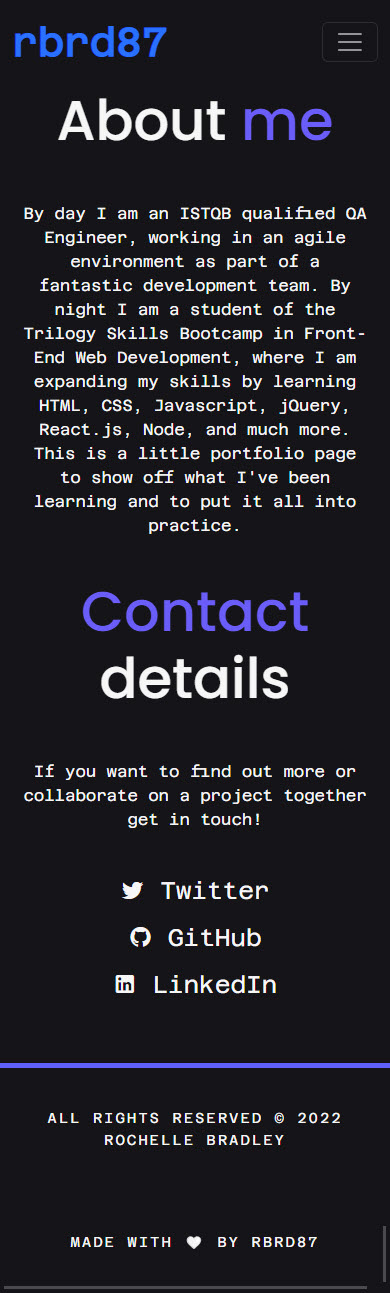 rbrd87
About me
By day I am an ISTQB qualified QA
Engineer, working in an agile
environment as part of a
fantastic development team. By
night I am a student of the
Trilogy Skills Bootcamp in Front-
End Web Development, where I am
expanding my skills by learning
HTML, CSS, Javascript, jQuery,
React.js, Node, and much more.
This is a little portfolio page
to show off what I've been
learning and to put it all into
practice.
Contact
details
If you want to find out more or
collaborate on a project together
get in touch!
Twitter
GitHub
LinkedIn
ALL RIGHTS RESERVED © 2022
ROCHELLE BRADLEY
MADE WITH ♥ BY RBRD87